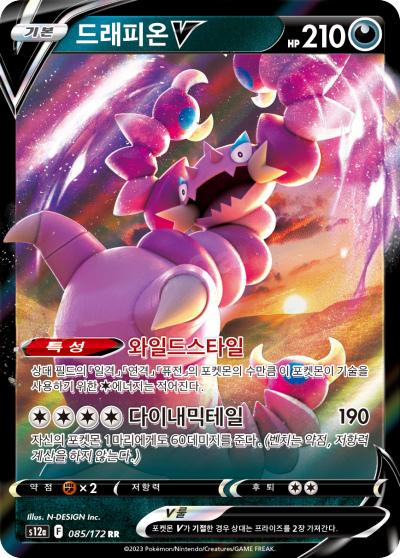 기본 드래피온 V HP 210
특성 와일드스타일
상대 필드의 「일격」, 「연격」, 「퓨전」의 포켓몬의 수만큼 이 포켓몬이 기술을
사용하기 위한 에너지는 적어진다.
다이내믹테일 190
자신의 포켓몬 1마리에게도 60데미지를 준다. (벤치는 약점, 저항력
계산을 하지 않는다.)
약점 ×2 저항력 후퇴
Illus. N-DESIGN Inc.
V룰
s12a F 085/172 RR
포켓몬 V가 기절한 경우 상대는 프라이즈를 2장 가져간다.
©2023 Pokémon/Nintendo/Creatures/GAME FREAK.